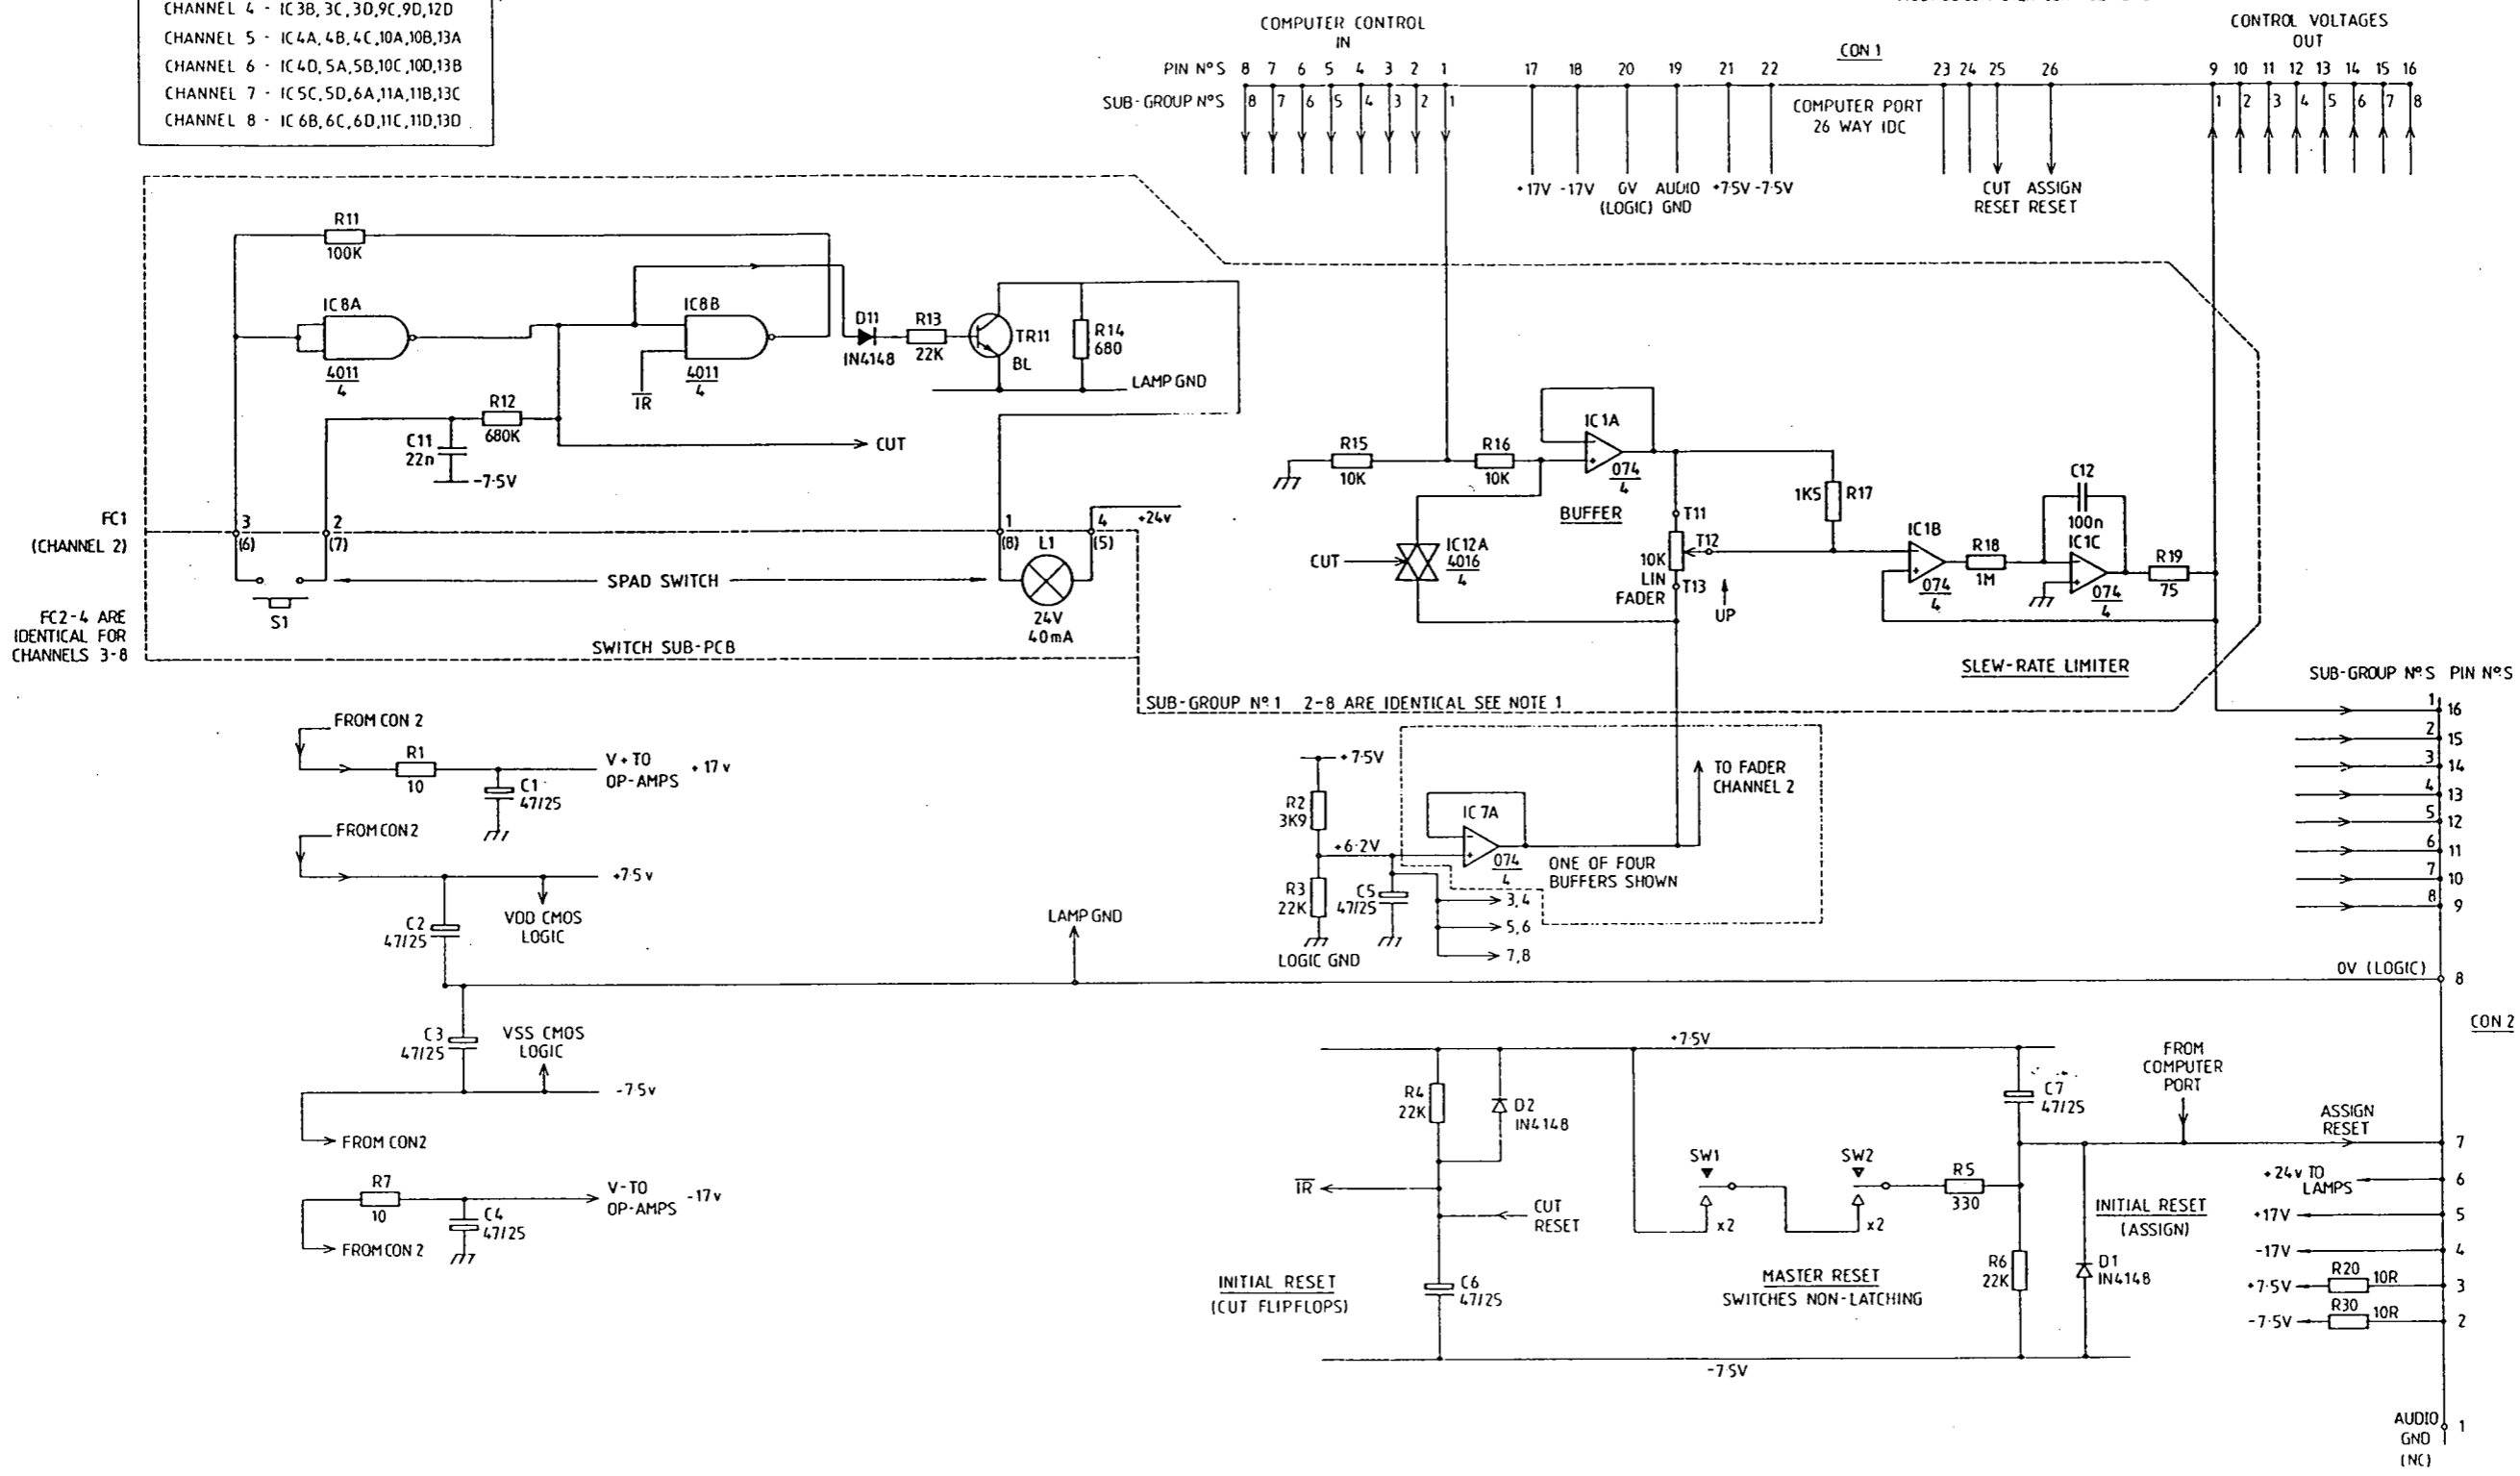 CHANNEL 4 - IC3B, 3C, 3D, 9C, 9D, 12D
CHANNEL 5 - IC4A, 4B, 4C, 10A, 10B, 13A
CHANNEL 6 - IC4D, 5A, 5B, 10C, 10D, 13B
CHANNEL 7 - IC5C, 5D, 6A, 11A, 11B, 13C
CHANNEL 8 - IC6B, 6C, 6D, 11C, 11D, 13D
COMPUTER CONTROL
IN
CON 1
CONTROL VOLTAGES
OUT
PIN NºS 8 7 6 5 4 3 2 1 17 18 20 19 21 22 23 24 25 26 9 10 11 12 13 14 15 16
SUB-GROUP NºS 8 7 6 5 4 3 2 1
COMPUTER PORT
26 WAY IDC
1 2 3 4 5 6 7 8
+17V -17V 0V AUDIO +7·5V -7·5V
(LOGIC) GND
CUT ASSIGN
RESET RESET
R11
100K
IC8A
4011
4
IC8B
4011
4
IR
D11
IN4148
R13
22K
TR11
BL
R14
680
LAMP GND
R12
680K
C11
22n
-7·5V
CUT
FC1
(CHANNEL 2)
3
(6)
2
(7)
1
(8)
4
(5)
+24v
L1
24V
40mA
SPAD SWITCH
S1
FC2-4 ARE
IDENTICAL FOR
CHANNELS 3-8
SWITCH SUB-PCB
R15
10K
R16
10K
IC1A
-
+
074
4
BUFFER
CUT
IC12A
4016
4
T11
T12
T13
10K
LIN
FADER
UP
1K5
R17
IC1B
-
+
074
4
R18
1M
C12
100n
IC1C
-
+
074
4
R19
75
SLEW-RATE LIMITER
SUB-GROUP Nº 1 2-8 ARE IDENTICAL SEE NOTE 1
SUB-GROUP NºS PIN NºS
1 16
2 15
3 14
4 13
5 12
6 11
7 10
8 9
FROM CON 2
R1
10
C1
47/25
V+ TO
OP-AMPS
+17v
FROM CON 2
+7·5v
C2
47/25
VDD CMOS
LOGIC
LAMP GND
C3
47/25
VSS CMOS
LOGIC
-7·5v
FROM CON2
R7
10
C4
47/25
V- TO
OP-AMPS
-17v
FROM CON 2
+7·5V
R2
3K9
+6·2V
R3
22K
LOGIC GND
C5
47/25
IC 7A
-
+
074
4
ONE OF FOUR
BUFFERS SHOWN
TO FADER
CHANNEL 2
3,4
5,6
7,8
0V (LOGIC) 8
CON 2
+7·5V
R4
22K
D2
IN4148
IR
CUT
RESET
C6
47/25
INITIAL RESET
(CUT FLIPFLOPS)
SW1
x2
SW2
x2
R5
330
MASTER RESET
SWITCHES NON-LATCHING
C7
47/25
R6
22K
D1
IN4148
INITIAL RESET
(ASSIGN)
FROM
COMPUTER
PORT
-7·5V
ASSIGN
RESET
7
+24v TO
LAMPS
6
+17V 5
-17V 4
+7·5V R20 10R 3
-7·5V R30 10R 2
AUDIO
GND
(NC)
1